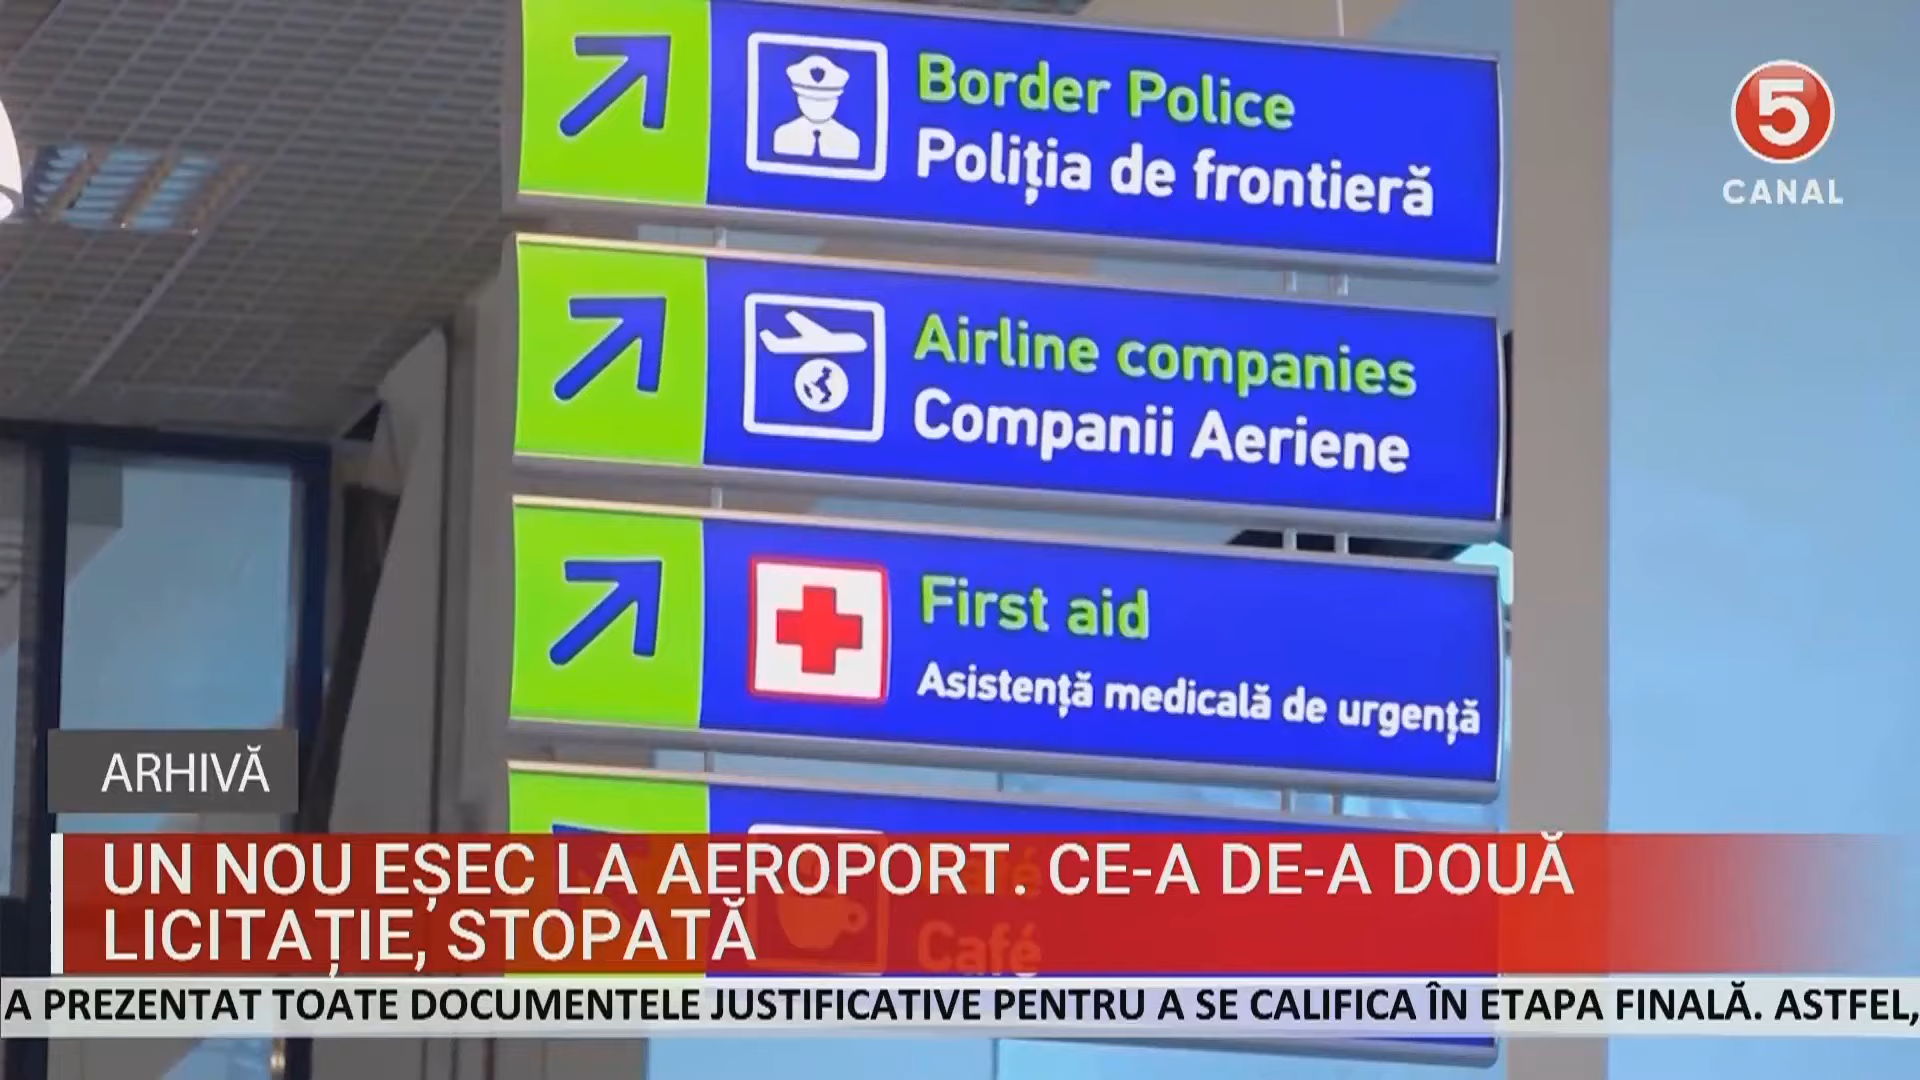 Border Police
Poliția de frontieră
5
CANAL
Airline companies
Companii Aeriene
First aid
Asistență medicală de urgență
ARHIVĂ
UN NOU EȘEC LA AEROPORT. CE-A DE-A DOUĂ
LICITAȚIE, STOPATĂ
Café
Café
A PREZENTAT TOATE DOCUMENTELE JUSTIFICATIVE PENTRU A SE CALIFICA ÎN ETAPA FINALĂ. ASTFEL,